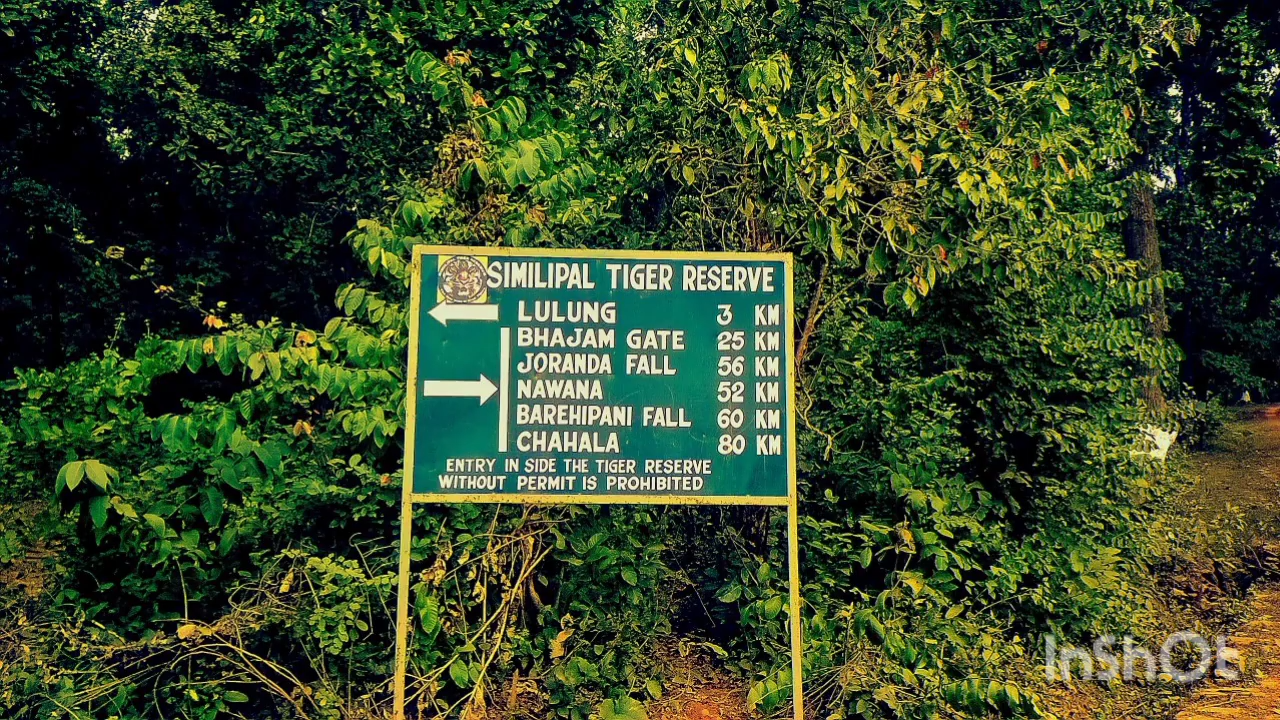 SIMILIPAL TIGER RESERVE
LULUNG 3 KM
BHAJAM GATE 25 KM
JORANDA FALL 56 KM
NAWANA 52 KM
BAREHIPANI FALL 60 KM
CHAHALA 80 KM
ENTRY IN SIDE THE TIGER RESERVE
WITHOUT PERMIT IS PROHIBITED
InShOt